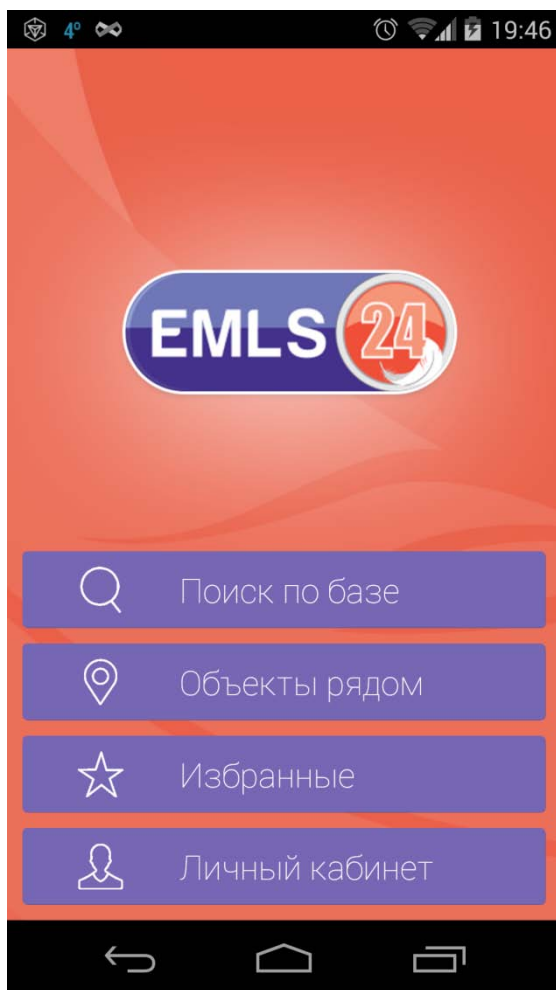 4° 19:46
EMLS 24
Поиск по базе
Объекты рядом
Избранные
Личный кабинет